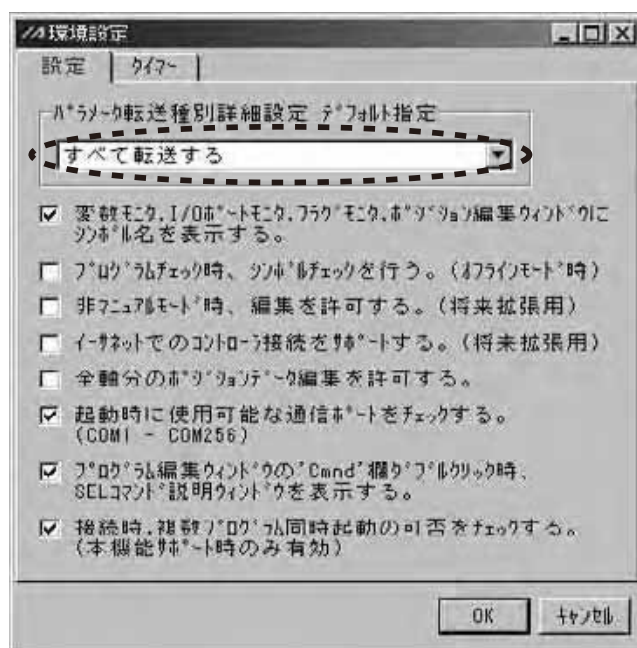 環境設定
設定
ﾀｲﾏｰ
ﾊﾟﾗﾒｰﾀ転送種別詳細設定 ﾃﾞﾌｫﾙﾄ指定
すべて転送する
変数ﾓﾆﾀ,I/Oﾎﾟｰﾄﾓﾆﾀ,ﾌﾗｸﾞﾓﾆﾀ,ﾎﾟｼﾞｼｮﾝ編集ｳｨﾝﾄﾞｳに
ｼﾝﾎﾞﾙ名を表示する。
ﾌﾟﾛｸﾞﾗﾑﾁｪｯｸ時、ｼﾝﾎﾞﾙﾁｪｯｸを行う。(ｵﾌﾗｲﾝﾓｰﾄﾞ時)
非ﾏﾆｭｱﾙﾓｰﾄﾞ時、編集を許可する。(将来拡張用)
ｲｰｻﾈｯﾄでのｺﾝﾄﾛｰﾗ接続をｻﾎﾟｰﾄする。(将来拡張用)
全軸分のﾎﾟｼﾞｼｮﾝﾃﾞｰﾀ編集を許可する。
起動時に使用可能な通信ﾎﾟｰﾄをﾁｪｯｸする。
(COM1 - COM256)
ﾌﾟﾛｸﾞﾗﾑ編集ｳｨﾝﾄﾞｳの'Cmnd'欄ﾀﾞﾌﾞﾙｸﾘｯｸ時、
SELｺﾏﾝﾄﾞ説明ｳｨﾝﾄﾞｳを表示する。
接続時,複数ﾌﾟﾛｸﾞﾗﾑ同時起動の可否をﾁｪｯｸする。
(本機能ｻﾎﾟｰﾄ時のみ有効)
OK
ｷｬﾝｾﾙ